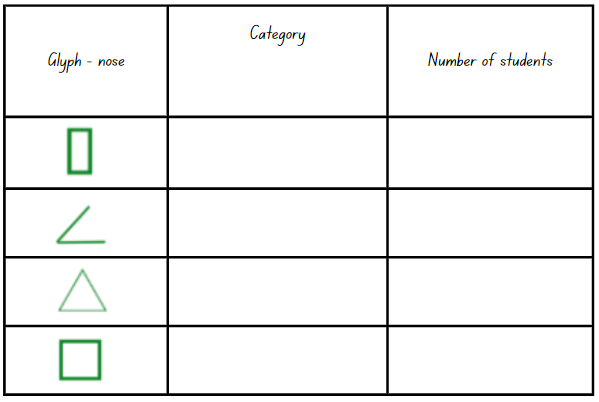 Glyph - nose
Category
Number of students